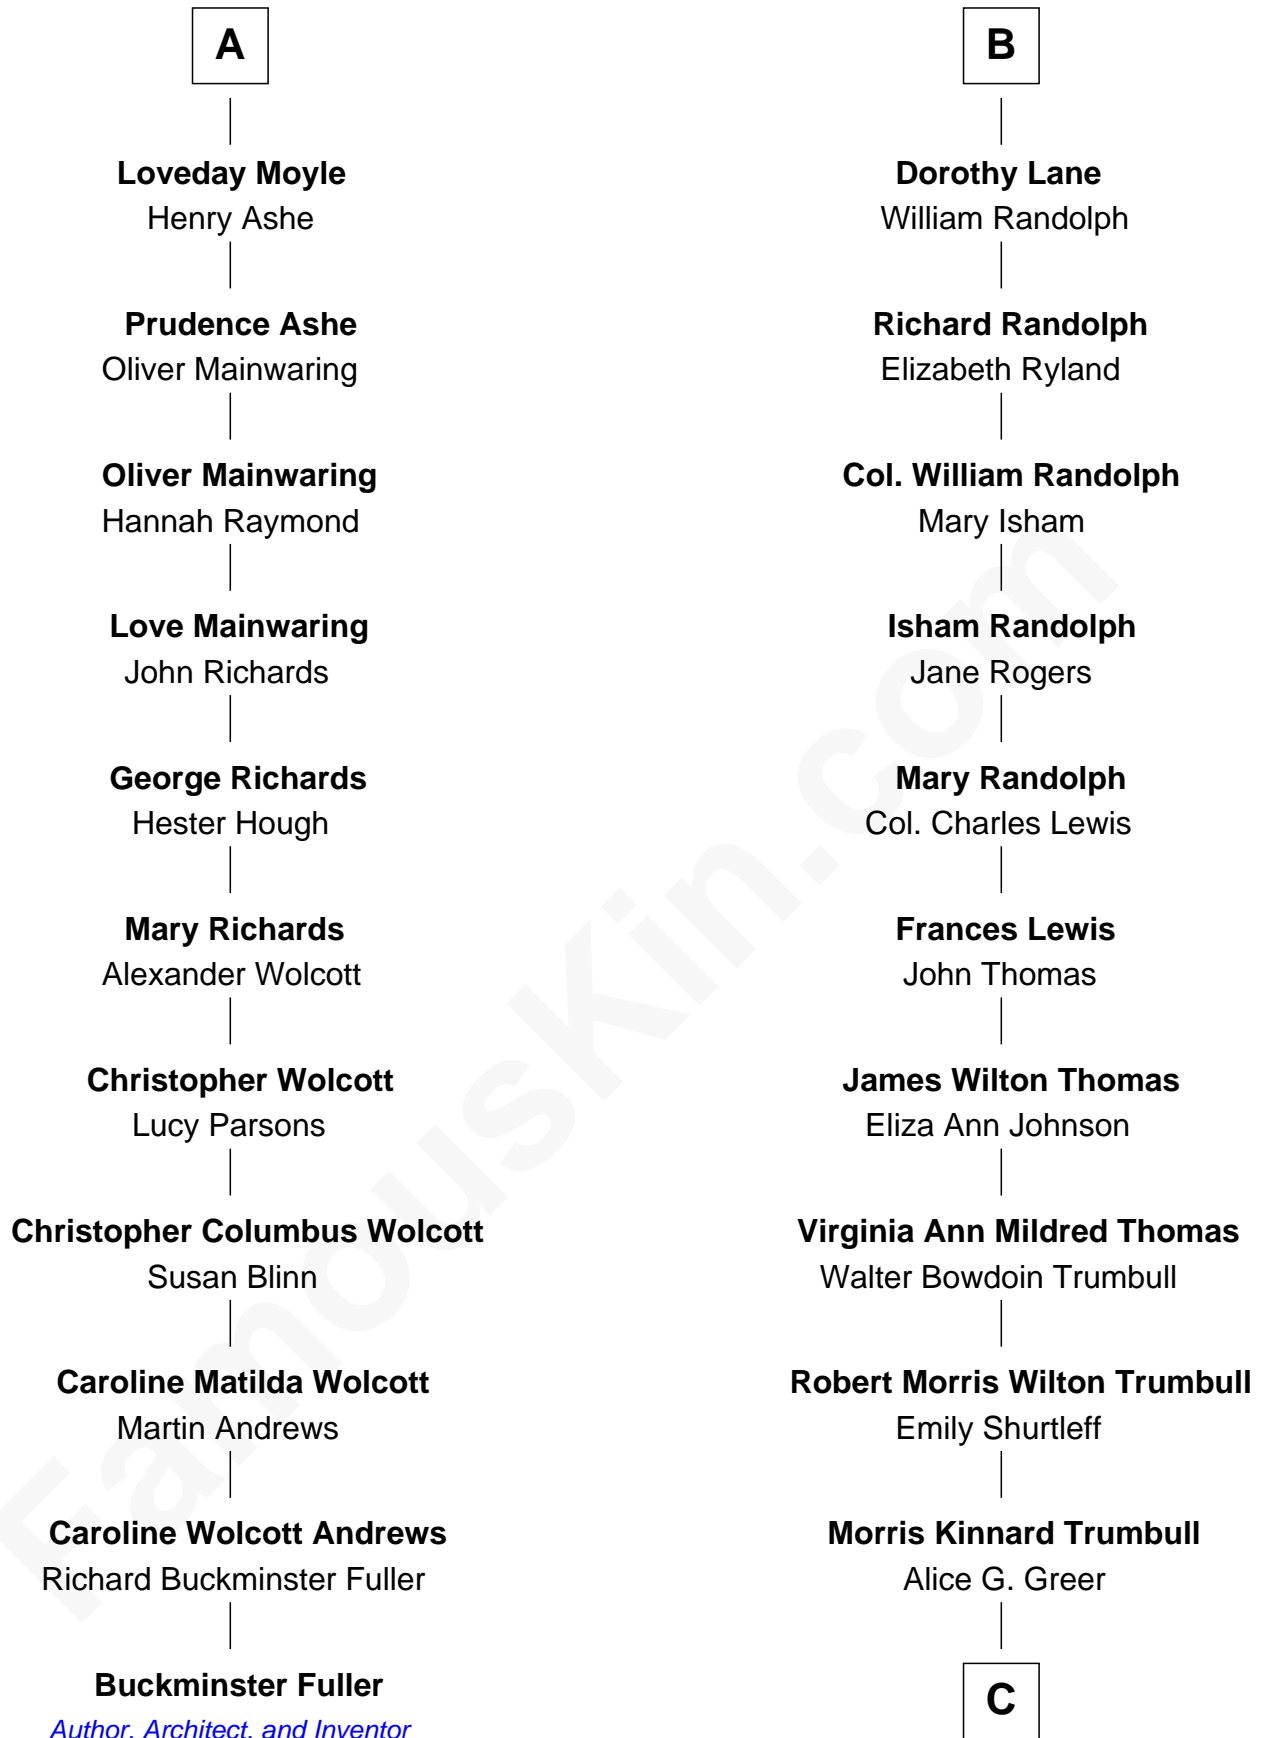 A
Loveday Moyle
Henry Ashe
Prudence Ashe
Oliver Mainwaring
Oliver Mainwaring
Hannah Raymond
Love Mainwaring
John Richards
George Richards
Hester Hough
Mary Richards
Alexander Wolcott
Christopher Wolcott
Lucy Parsons
Christopher Columbus Wolcott
Susan Blinn
Caroline Matilda Wolcott
Martin Andrews
Caroline Wolcott Andrews
Richard Buckminster Fuller
Buckminster Fuller
Author, Architect, and Inventor
B
Dorothy Lane
William Randolph
Richard Randolph
Elizabeth Ryland
Col. William Randolph
Mary Isham
Isham Randolph
Jane Rogers
Mary Randolph
Col. Charles Lewis
Frances Lewis
John Thomas
James Wilton Thomas
Eliza Ann Johnson
Virginia Ann Mildred Thomas
Walter Bowdoin Trumbull
Robert Morris Wilton Trumbull
Emily Shurtleff
Morris Kinnard Trumbull
Alice G. Greer
C
FamousKin.com